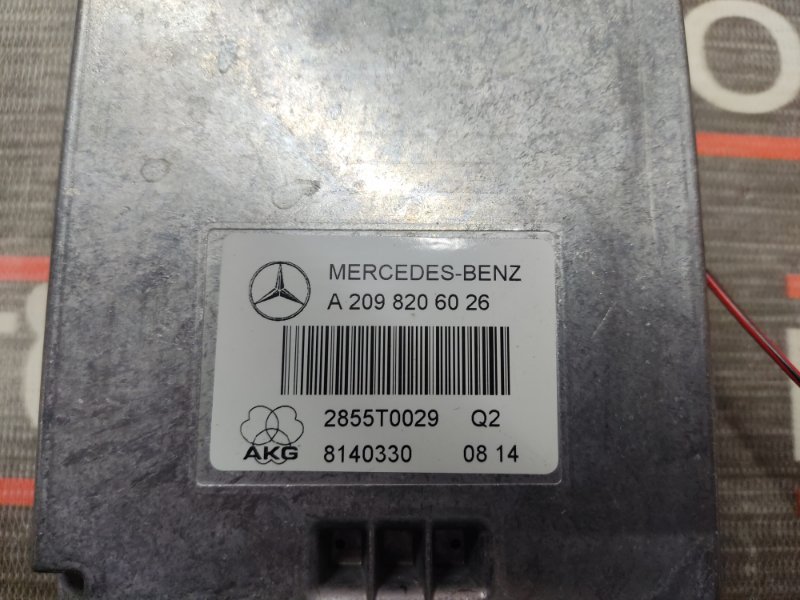 MERCEDES-BENZ
A 209 820 60 26
2855T0029 Q2
AKG
8140330 08 14